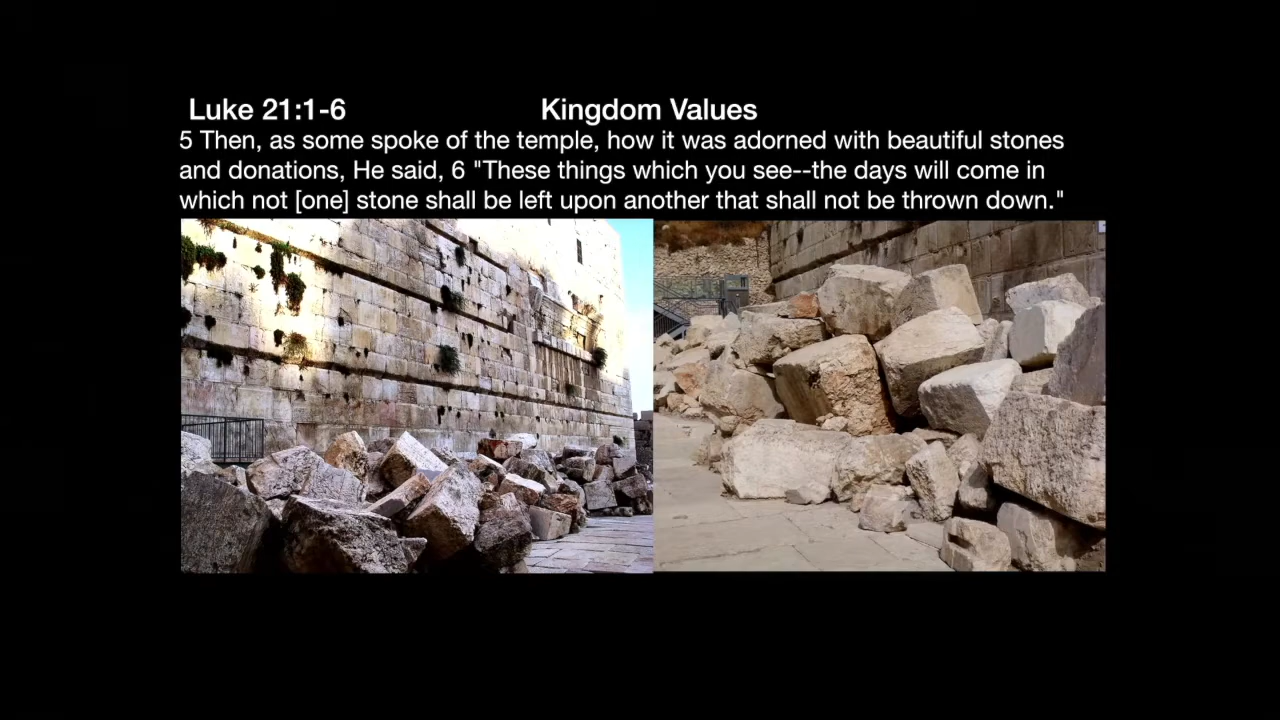 Luke 21:1-6 Kingdom Values
5 Then, as some spoke of the temple, how it was adorned with beautiful stones
and donations, He said, 6 "These things which you see--the days will come in
which not [one] stone shall be left upon another that shall not be thrown down."